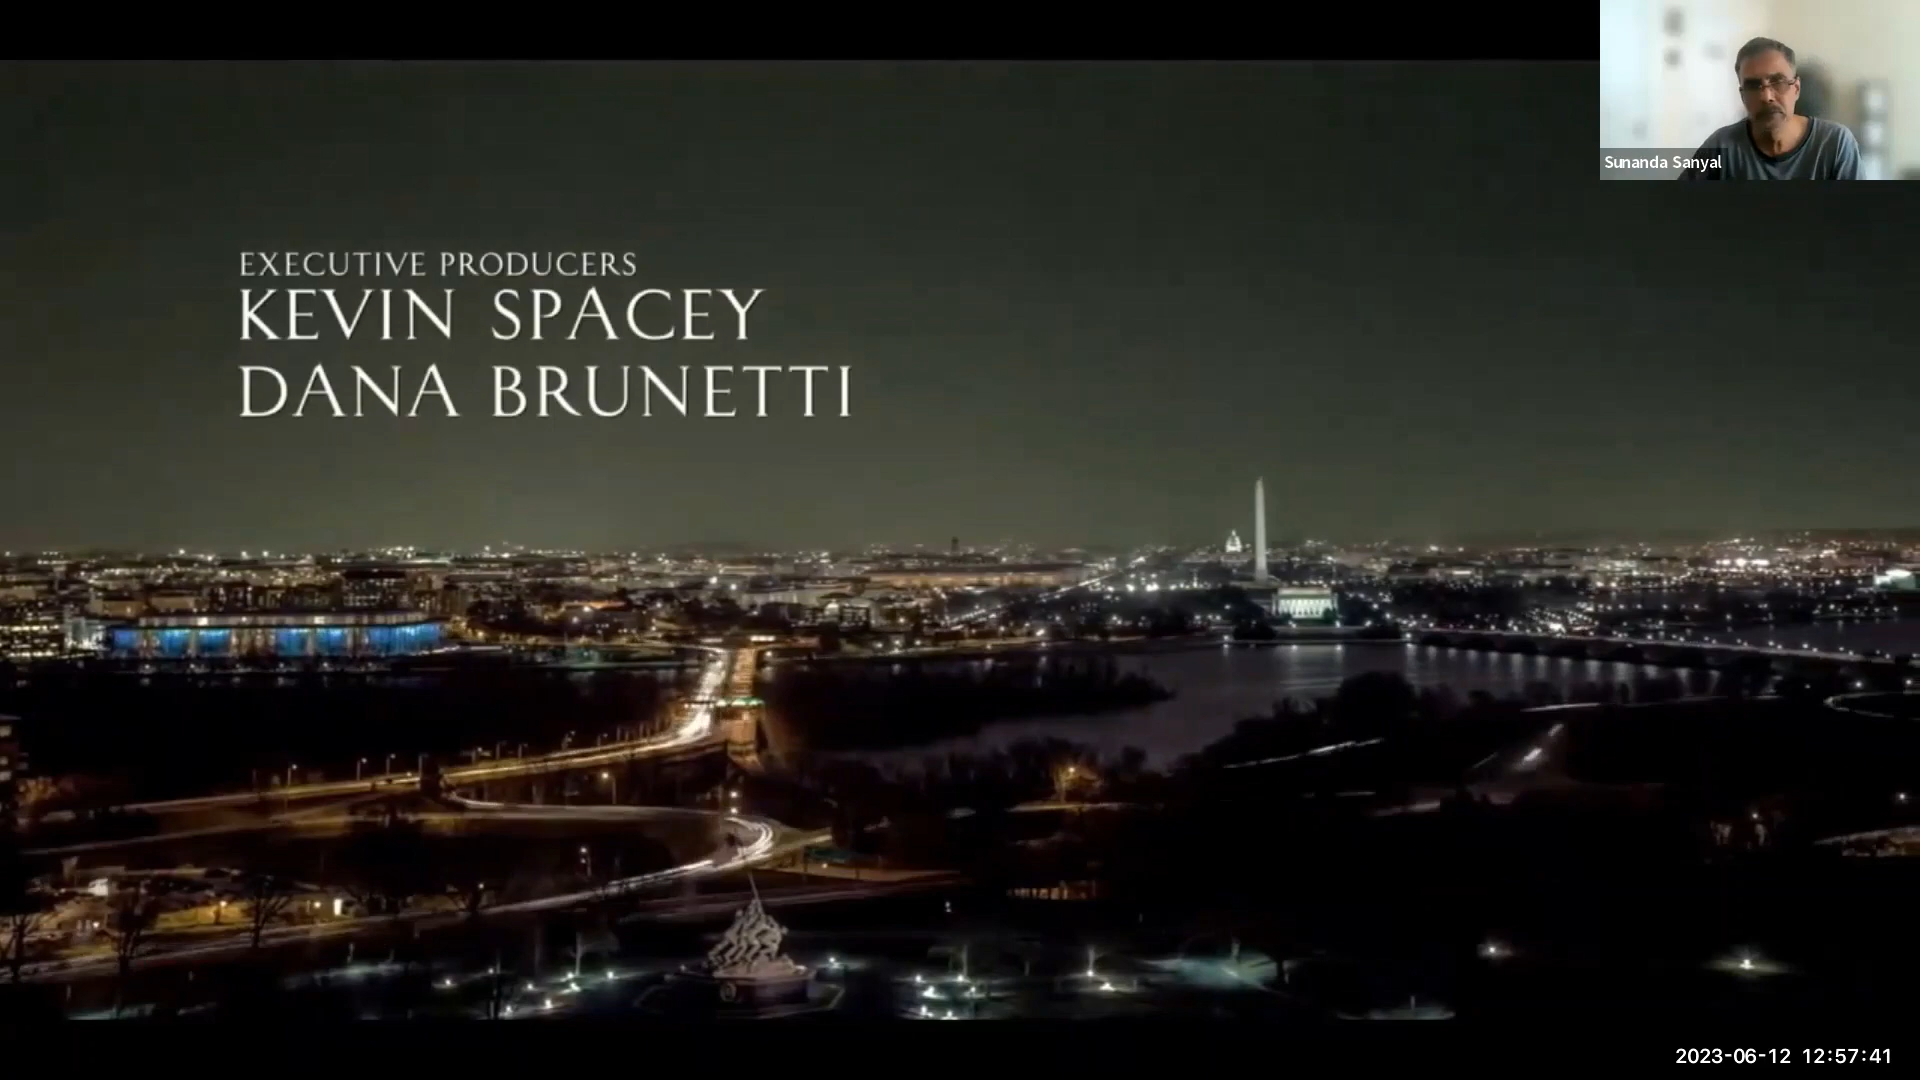 EXECUTIVE PRODUCERS
KEVIN SPACEY
DANA BRUNETTI
Sunanda Sanyal
2023-06-12 12:57:41